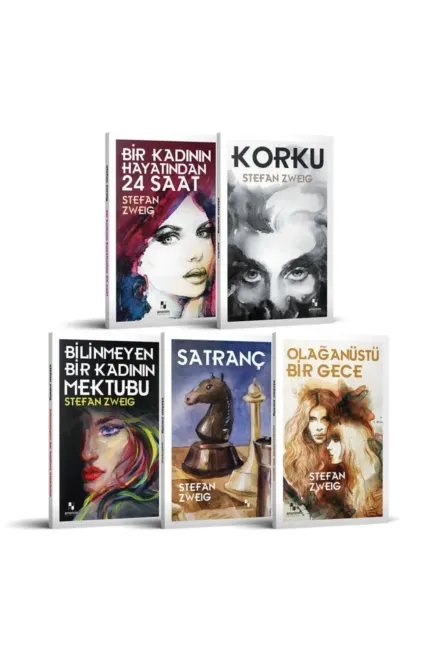 BİR KADININ
HAYATINDAN
24 SAAT
STEFAN
ZWEIG
KORKU
STEFAN ZWEIG
BİLİNMEYEN
BİR KADININ
MEKTUBU
STEFAN ZWEIG
SATRANÇ
STEFAN
ZWEIG
OLAĞANÜSTÜ
BİR GECE
STEFAN
ZWEIG